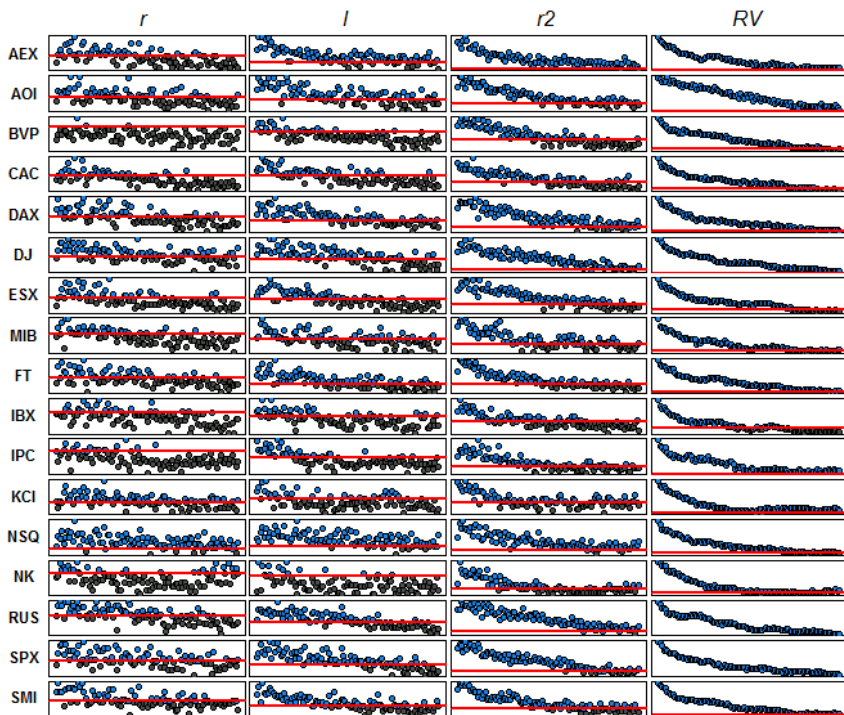 r l r2 RV
AEX
AOI
BVP
CAC
DAX
DJ
ESX
MIB
FT
IBX
IPC
KCI
NSQ
NK
RUS
SPX
SMI